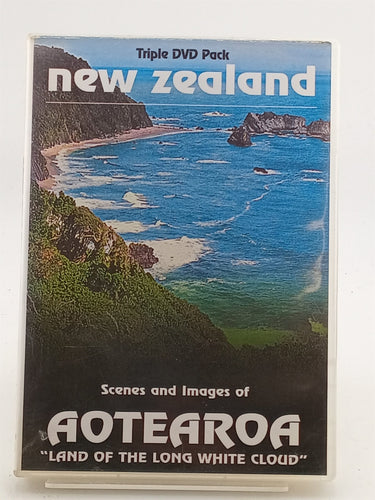 Triple DVD Pack
new zealand
Scenes and Images of
AOTEAROA
"LAND OF THE LONG WHITE CLOUD"